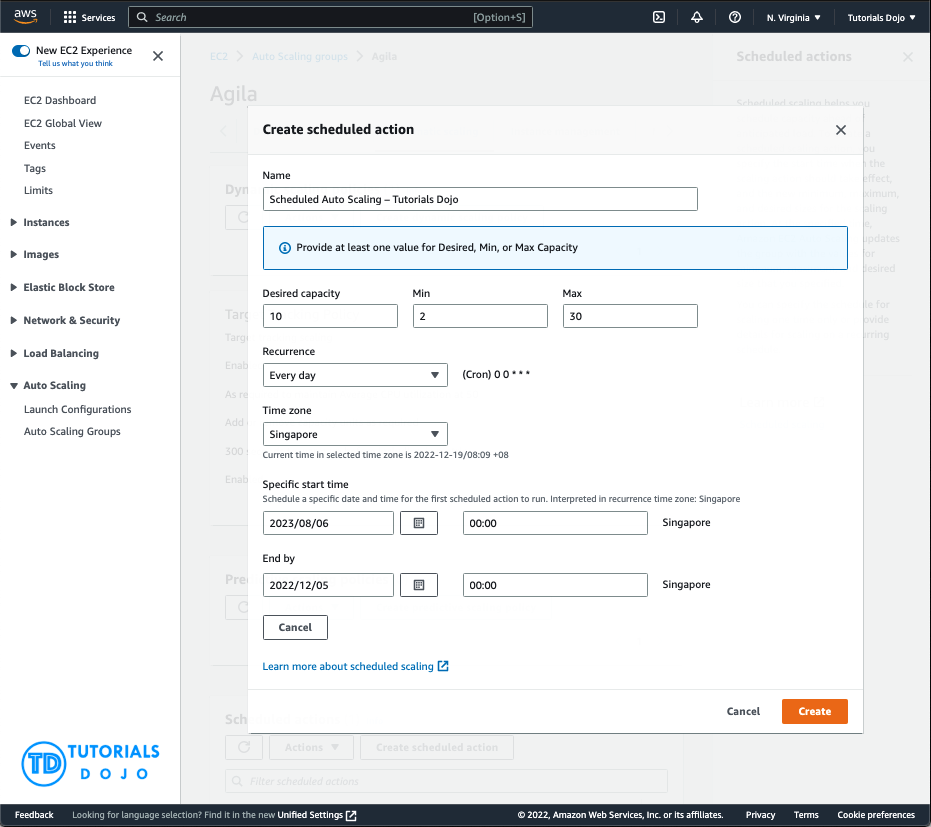 aws
Services
Search [Option+S]
N. Virginia
Tutorials Dojo
New EC2 Experience
Tell us what you think
EC2 Dashboard
EC2 Global View
Events
Tags
Limits
Instances
Images
Elastic Block Store
Network & Security
Load Balancing
Auto Scaling
Launch Configurations
Auto Scaling Groups
TD TUTORIALS
DOJO
EC2 > Auto Scaling groups > Agila
Agila
Scheduled actions
Scheduled scaling helps you
Create scheduled action
Name
Scheduled Auto Scaling – Tutorials Dojo
Provide at least one value for Desired, Min, or Max Capacity
Desired capacity Min Max
10 2 30
Recurrence
Every day (Cron) 0 0 * * *
Time zone
Singapore
Current time in selected time zone is 2022-12-19/08:09 +08
Specific start time
Schedule a specific date and time for the first scheduled action to run. Interpreted in recurrence time zone: Singapore
2023/08/06 00:00 Singapore
End by
2022/12/05 00:00 Singapore
Cancel
Learn more about scheduled scaling
Cancel Create
Actions Create scheduled action
Filter scheduled actions
Feedback Looking for language selection? Find it in the new Unified Settings © 2022, Amazon Web Services, Inc. or its affiliates. Privacy Terms Cookie preferences